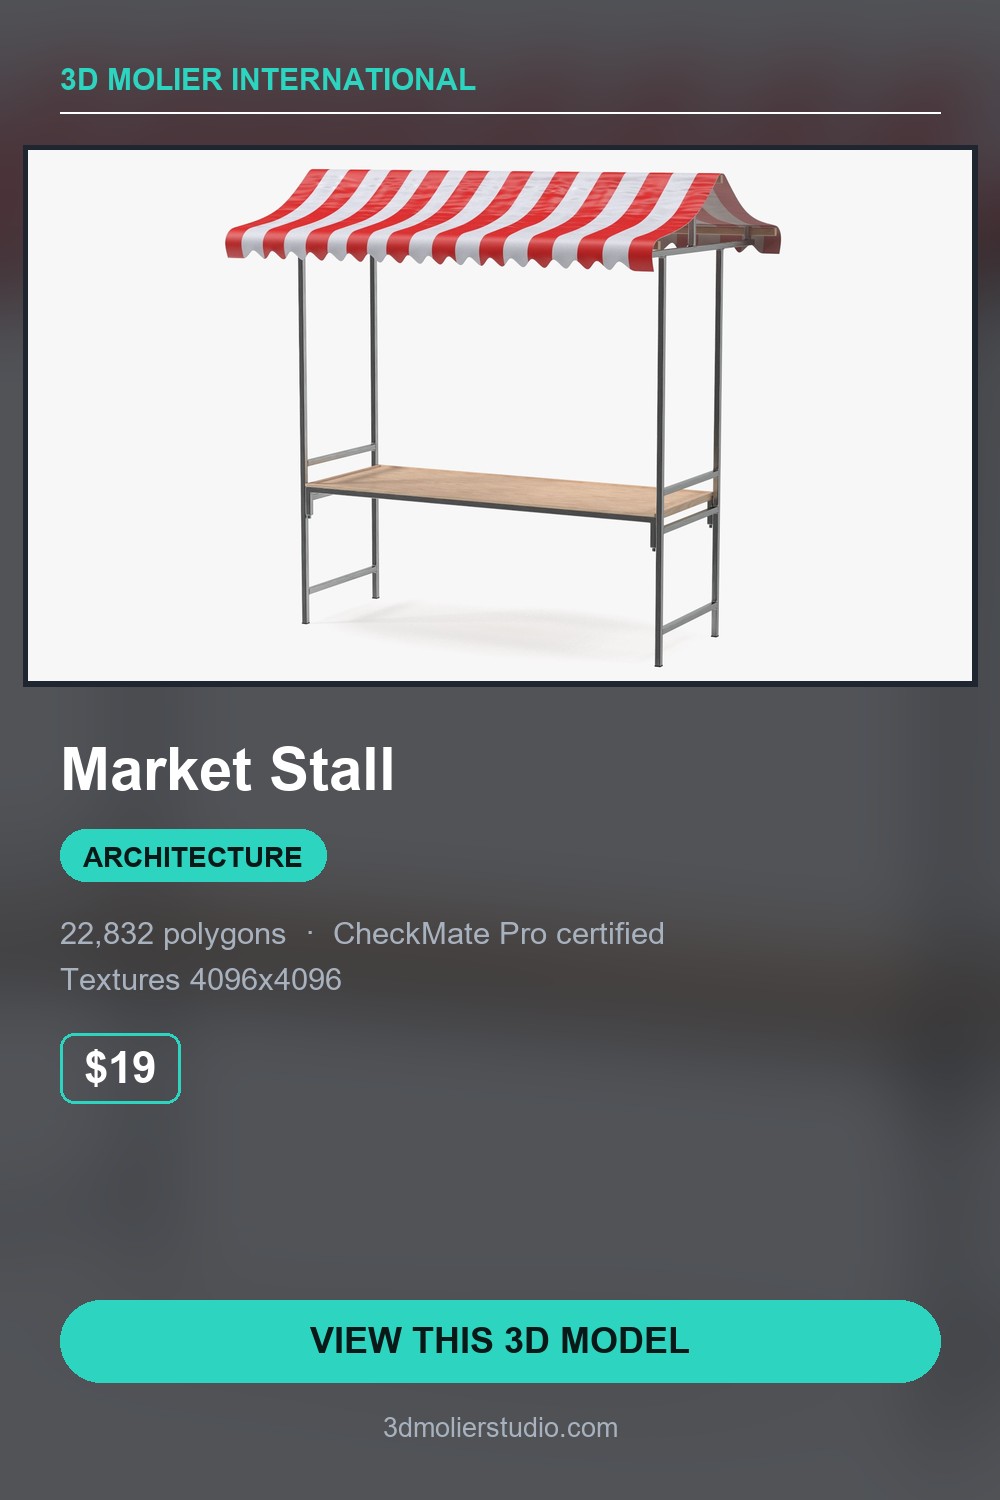 3D MOLIER INTERNATIONAL
Market Stall
ARCHITECTURE
22,832 polygons · CheckMate Pro certified
Textures 4096x4096
$19
VIEW THIS 3D MODEL
3dmolierstudio.com